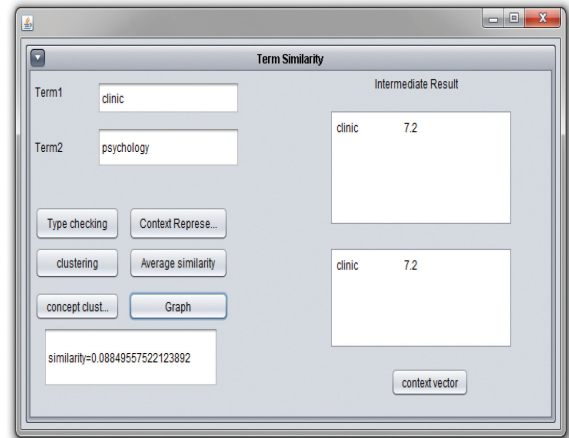 Term Similarity
Term1
clinic
Term2
psychology
Type checking
Context Represe...
clustering
Average similarity
concept clust...
Graph
similarity=0.08849557522123892
Intermediate Result
clinic 7.2
clinic 7.2
context vector